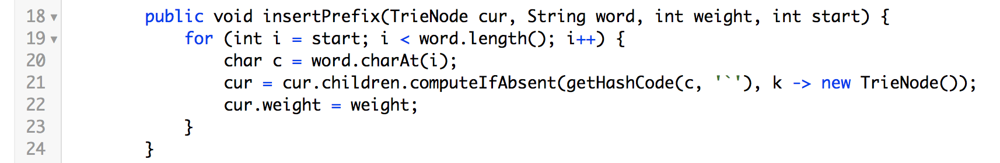 18 public void insertPrefix(TrieNode cur, String word, int weight, int start) {
19 for (int i = start; i < word.length(); i++) {
20 char c = word.charAt(i);
21 cur = cur.children.computeIfAbsent(getHashCode(c, '`'), k -> new TrieNode());
22 cur.weight = weight;
23 }
24 }